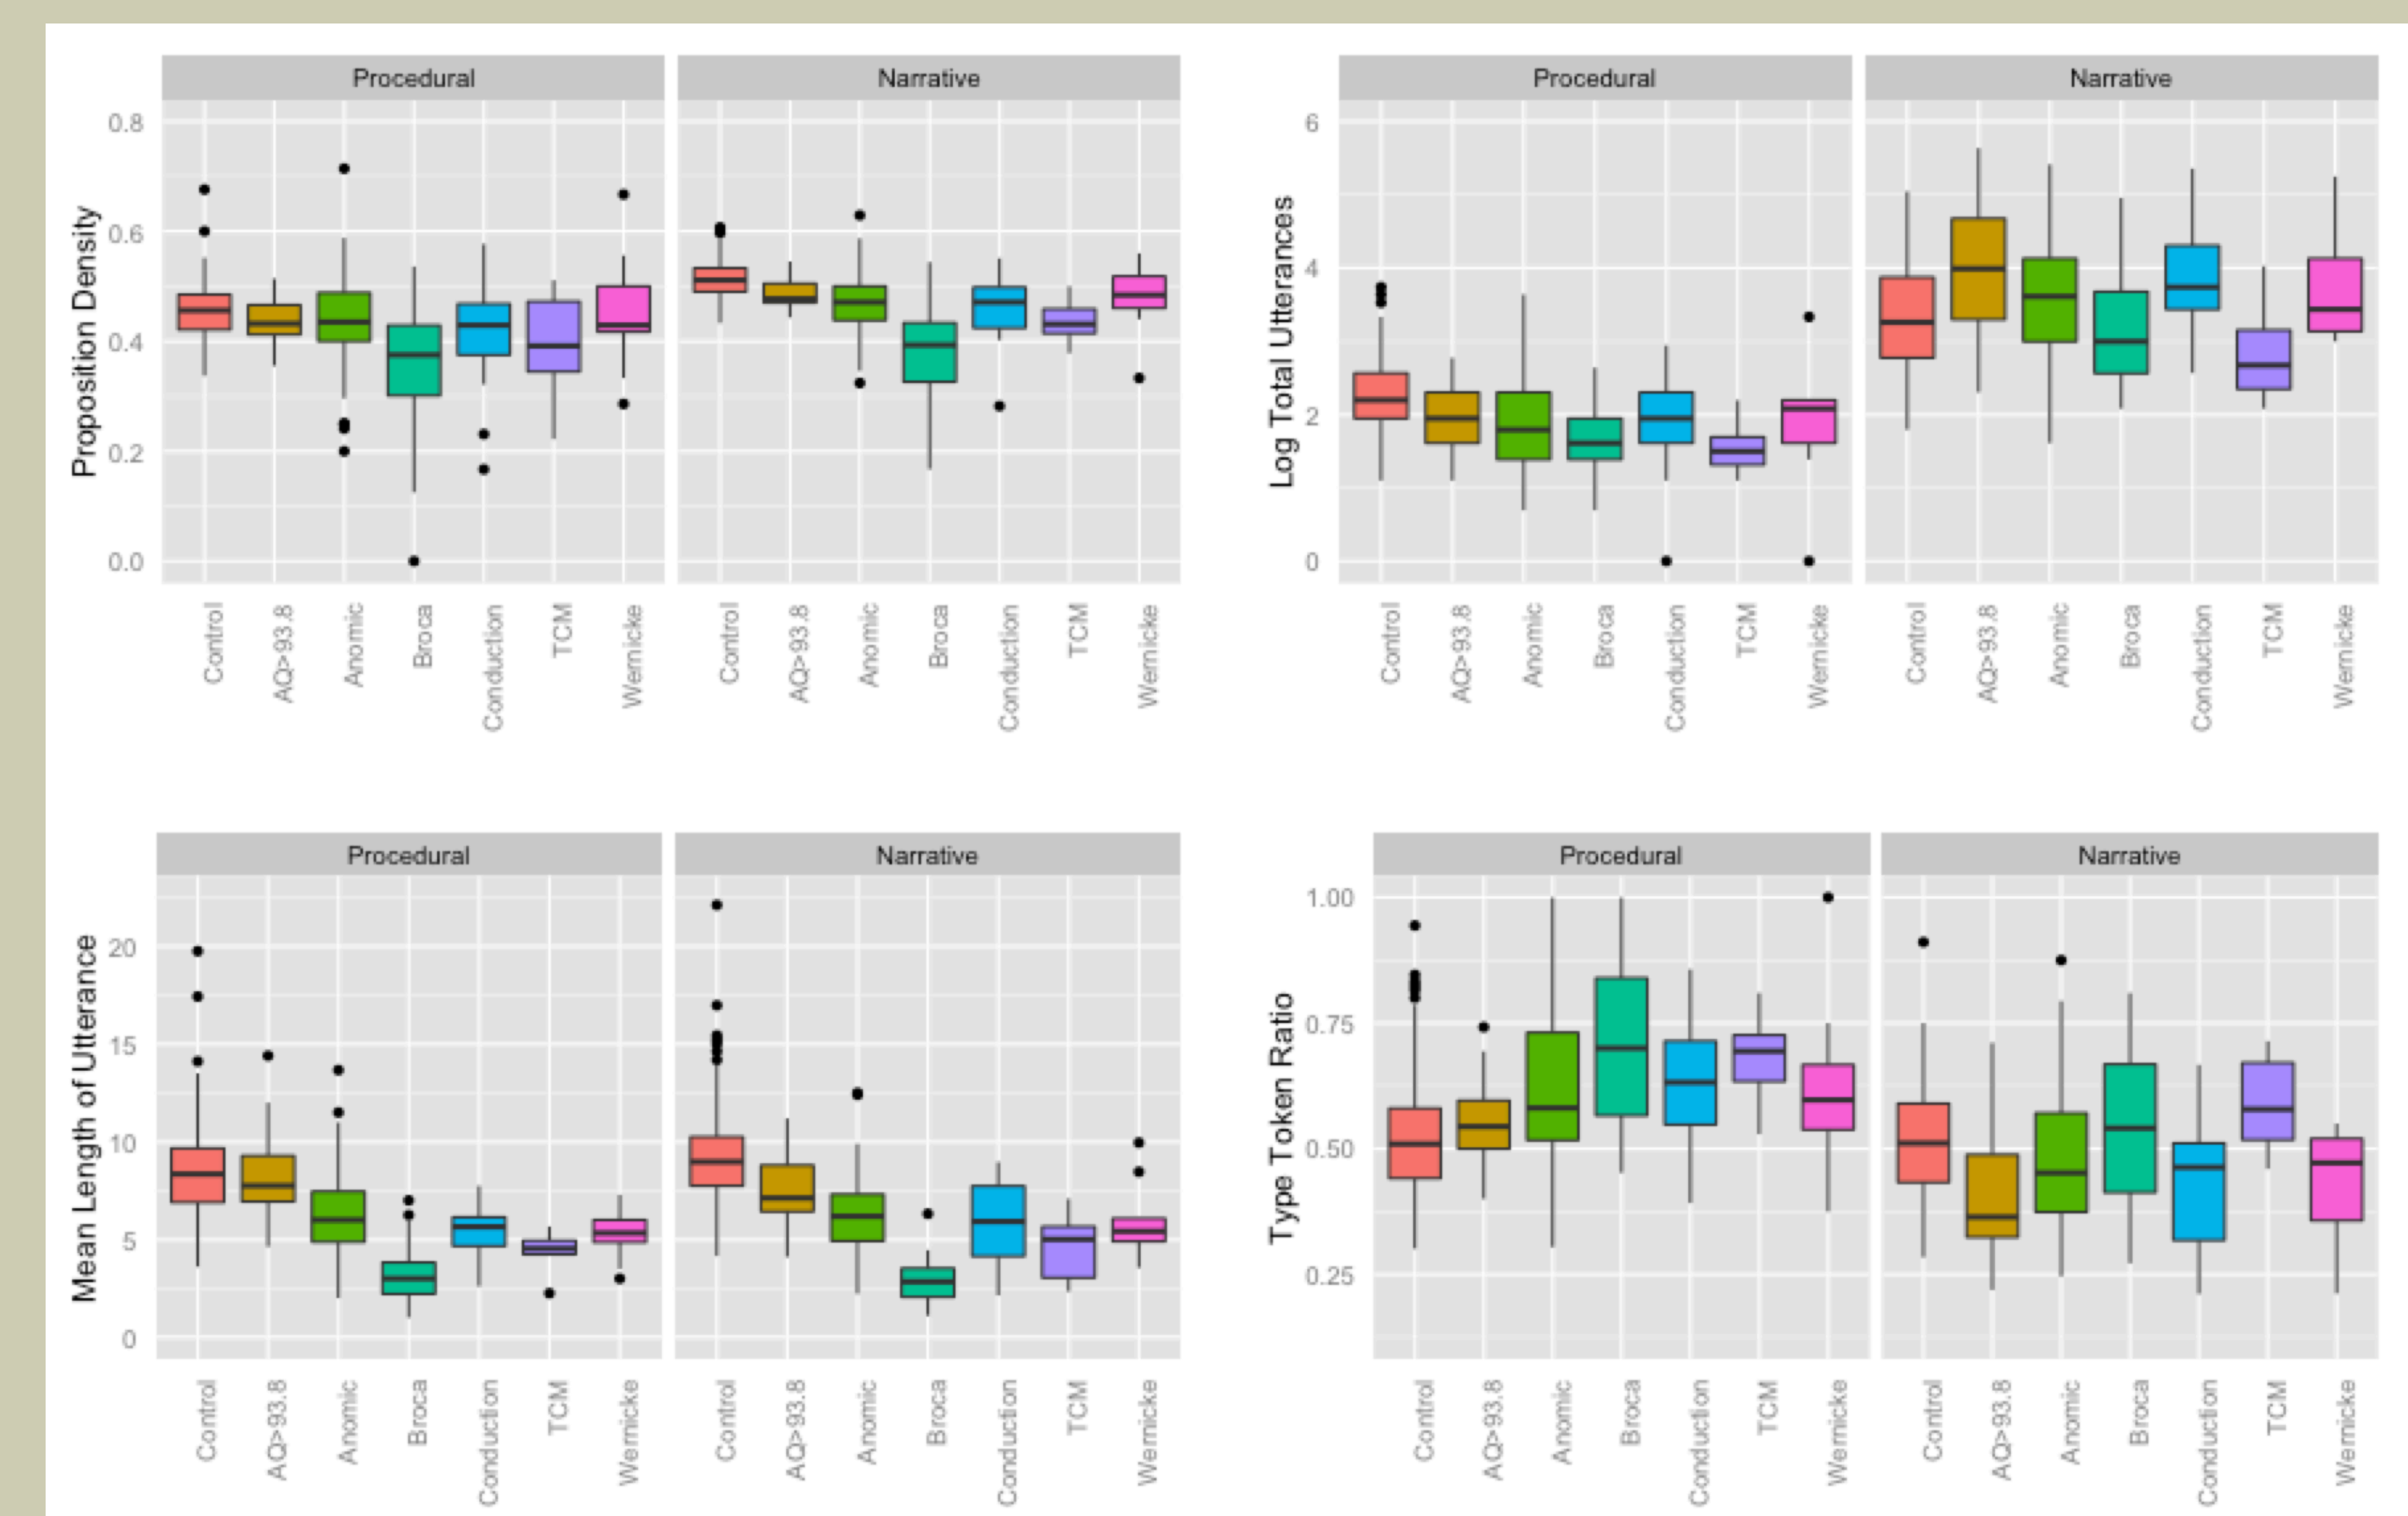 Procedural
Narrative
Proposition Density
0.8
0.6
0.4
0.2
0.0
Control
AQ>93.8
Anomic
Broca
Conduction
TCM
Wernicke
Control
AQ>93.8
Anomic
Broca
Conduction
TCM
Wernicke
Procedural
Narrative
Log Total Utterances
6
4
2
0
Control
AQ>93.8
Anomic
Broca
Conduction
TCM
Wernicke
Control
AQ>93.8
Anomic
Broca
Conduction
TCM
Wernicke
Procedural
Narrative
Mean Length of Utterance
20
15
10
5
0
Control
AQ>93.8
Anomic
Broca
Conduction
TCM
Wernicke
Control
AQ>93.8
Anomic
Broca
Conduction
TCM
Wernicke
Procedural
Narrative
Type Token Ratio
1.00
0.75
0.50
0.25
Control
AQ>93.8
Anomic
Broca
Conduction
TCM
Wernicke
Control
AQ>93.8
Anomic
Broca
Conduction
TCM
Wernicke